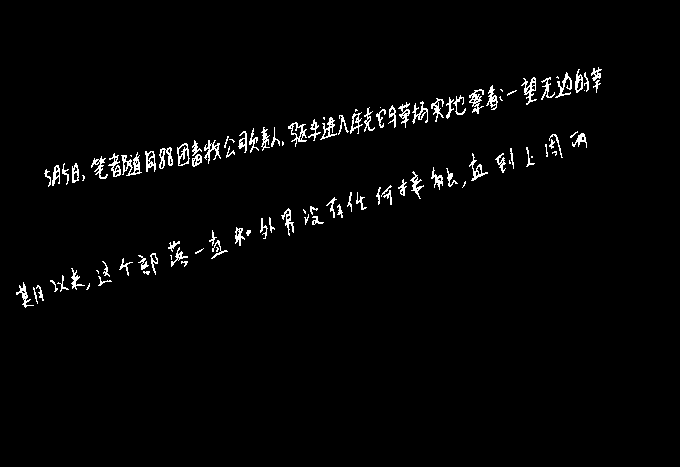 5月5日,笔者随同88团畜牧公司负责人,驱车进入库克它乌草场实地察看:一望无边的草
期以来,这个部落一直和外界没有任何接触,直到上周两